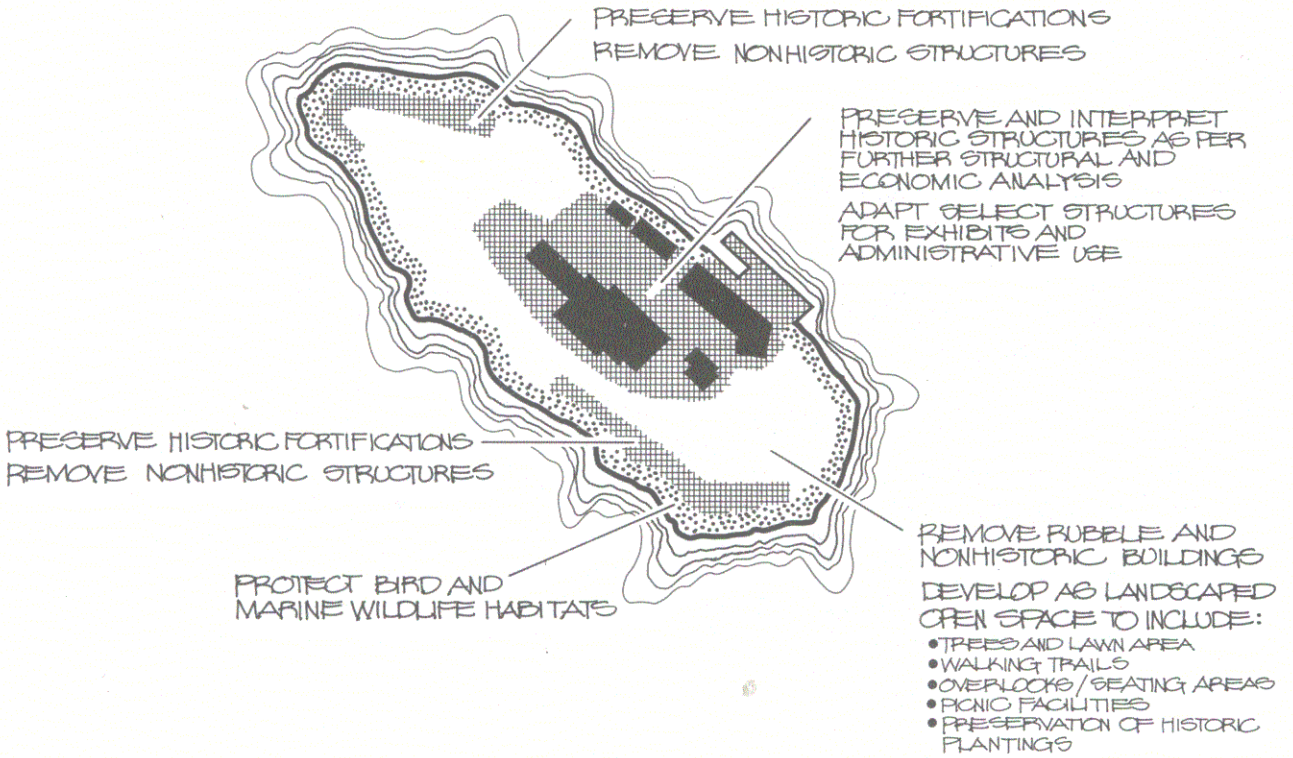 PRESERVE HISTORIC FORTIFICATIONS
REMOVE NONHISTORIC STRUCTURES
PRESERVE AND INTERPRET
HISTORIC STRUCTURES AS PER
FURTHER STRUCTURAL AND
ECONOMIC ANALYSIS
ADAPT SELECT STRUCTURES
FOR EXHIBITS AND
ADMINISTRATIVE USE
PRESERVE HISTORIC FORTIFICATIONS
REMOVE NONHISTORIC STRUCTURES
PROTECT BIRD AND
MARINE WILDLIFE HABITATS
REMOVE RUBBLE AND
NONHISTORIC BUILDINGS
DEVELOP AS LANDSCAPED
OPEN SPACE TO INCLUDE:
• TREES AND LAWN AREA
• WALKING TRAILS
• OVERLOOKS / SEATING AREAS
• PICNIC FACILITIES
• PRESERVATION OF HISTORIC
PLANTINGS